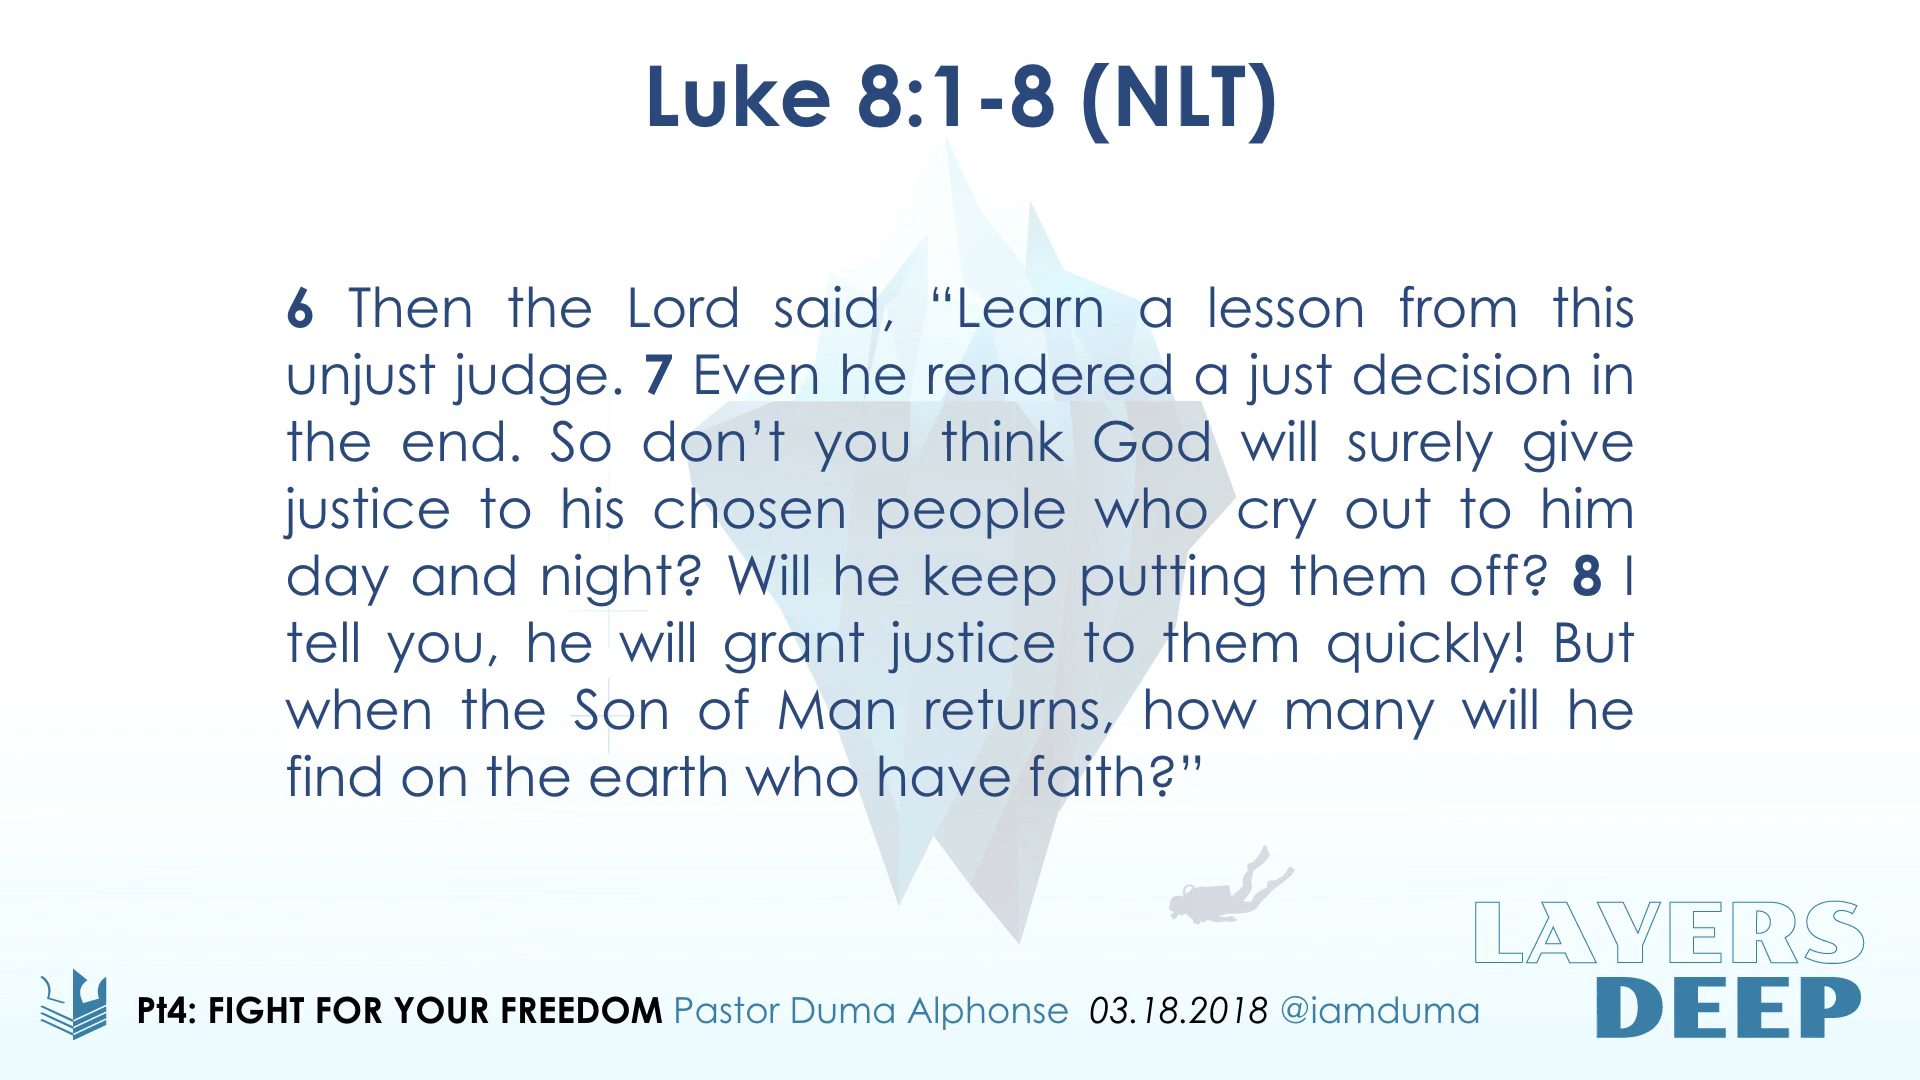 Luke 8:1-8 (NLT)
6 Then the Lord said, “Learn a lesson from this
unjust judge. 7 Even he rendered a just decision in
the end. So don’t you think God will surely give
justice to his chosen people who cry out to him
day and night? Will he keep putting them off? 8 I
tell you, he will grant justice to them quickly! But
when the Son of Man returns, how many will he
find on the earth who have faith?”
LAYERS
DEEP
Pt4: FIGHT FOR YOUR FREEDOM Pastor Duma Alphonse 03.18.2018 @iamduma